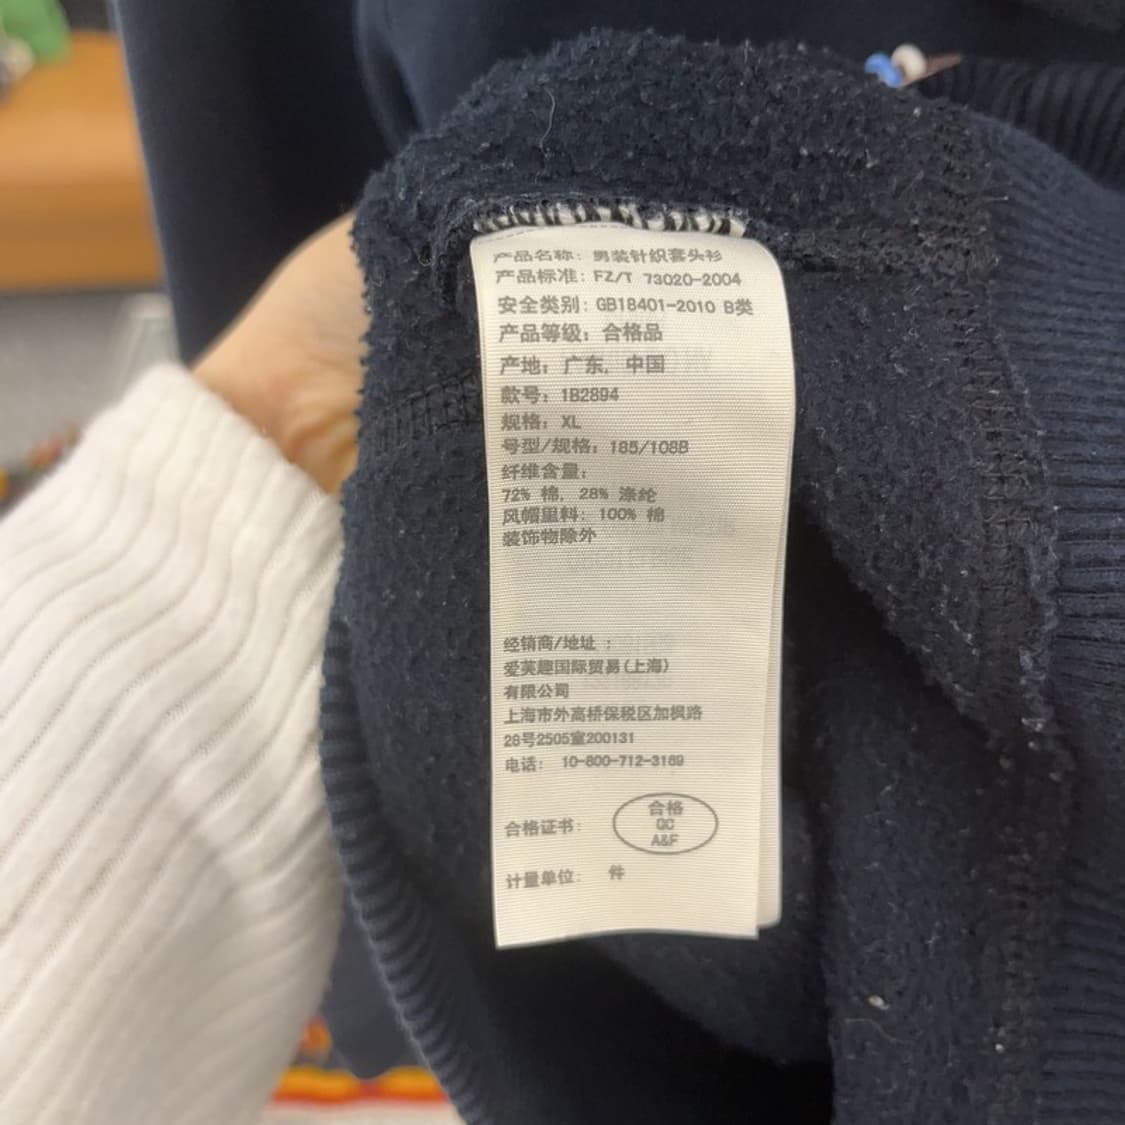 产品名称: 男装针织套头衫
产品标准: FZ/T 73020-2004
安全类别: GB18401-2010 B类
产品等级: 合格品
产地: 广东, 中国
款号: 1B2894
规格: XL
号型/规格: 185/108B
纤维含量:
72% 棉, 28% 涤纶
风帽里料: 100% 棉
装饰物除外
经销商/地址 :
爱芙趣国际贸易(上海)
有限公司
上海市外高桥保税区加枫路
26号2505室200131
电话: 10-800-712-3169
合格
QC
A&F
合格证书:
计量单位: 件